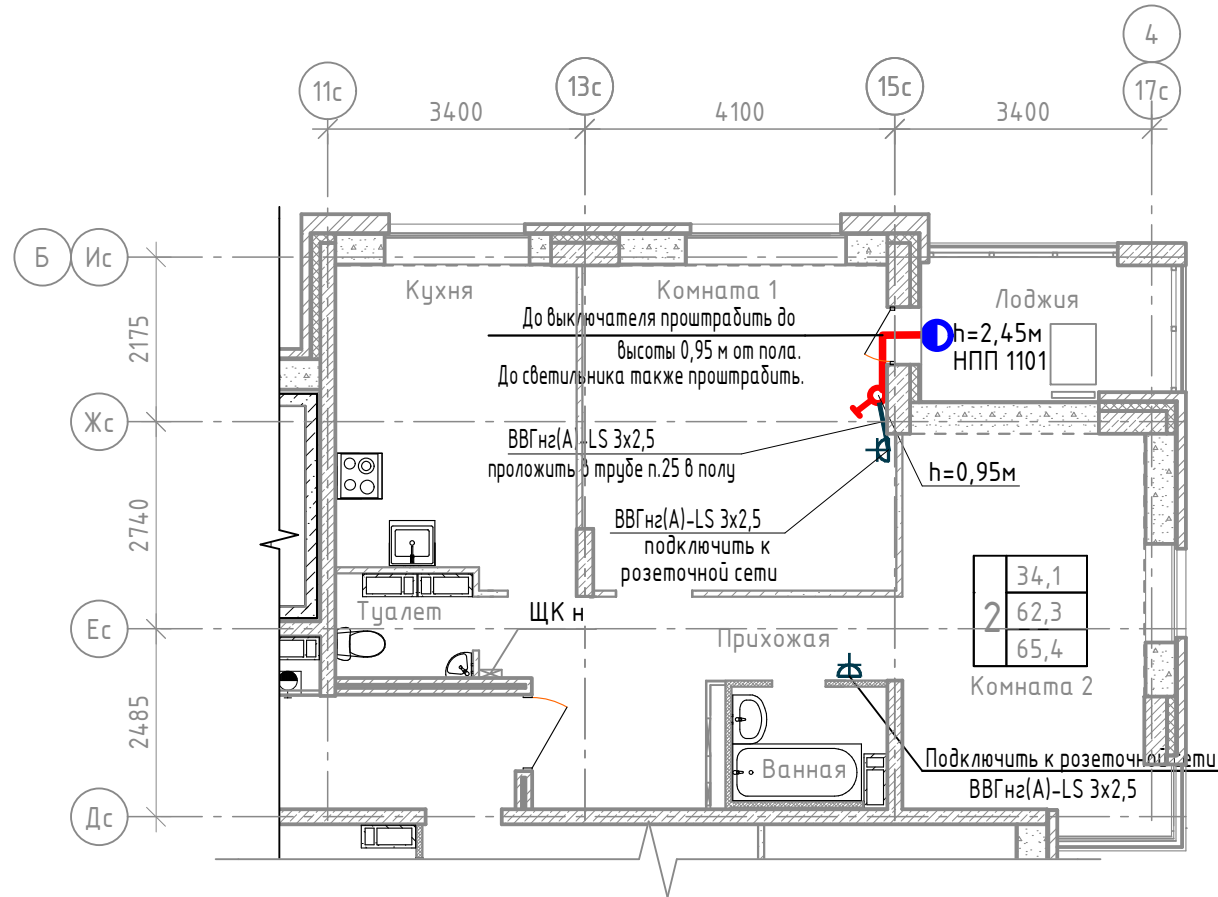 4
11с
13с
15с
17с
3400
4100
3400
Б
Ис
Кухня
Комната 1
Лоджия
До выключателя проштрабить до
высоты 0,95 м от пола.
До светильника также проштрабить.
h=2,45м
НПП 1101
2175
Жс
ВВГнг(А)-LS 3х2,5
проложить в трубе п.25 в полу
h=0,95м
2740
ВВГнг(А)-LS 3х2,5
подключить к
розеточной сети
2
34,1
62,3
65,4
Туалет
ЩК н
Ес
Прихожая
Комната 2
2485
Ванная
Подключить к розеточной сети
ВВГнг(А)-LS 3х2,5
Дс